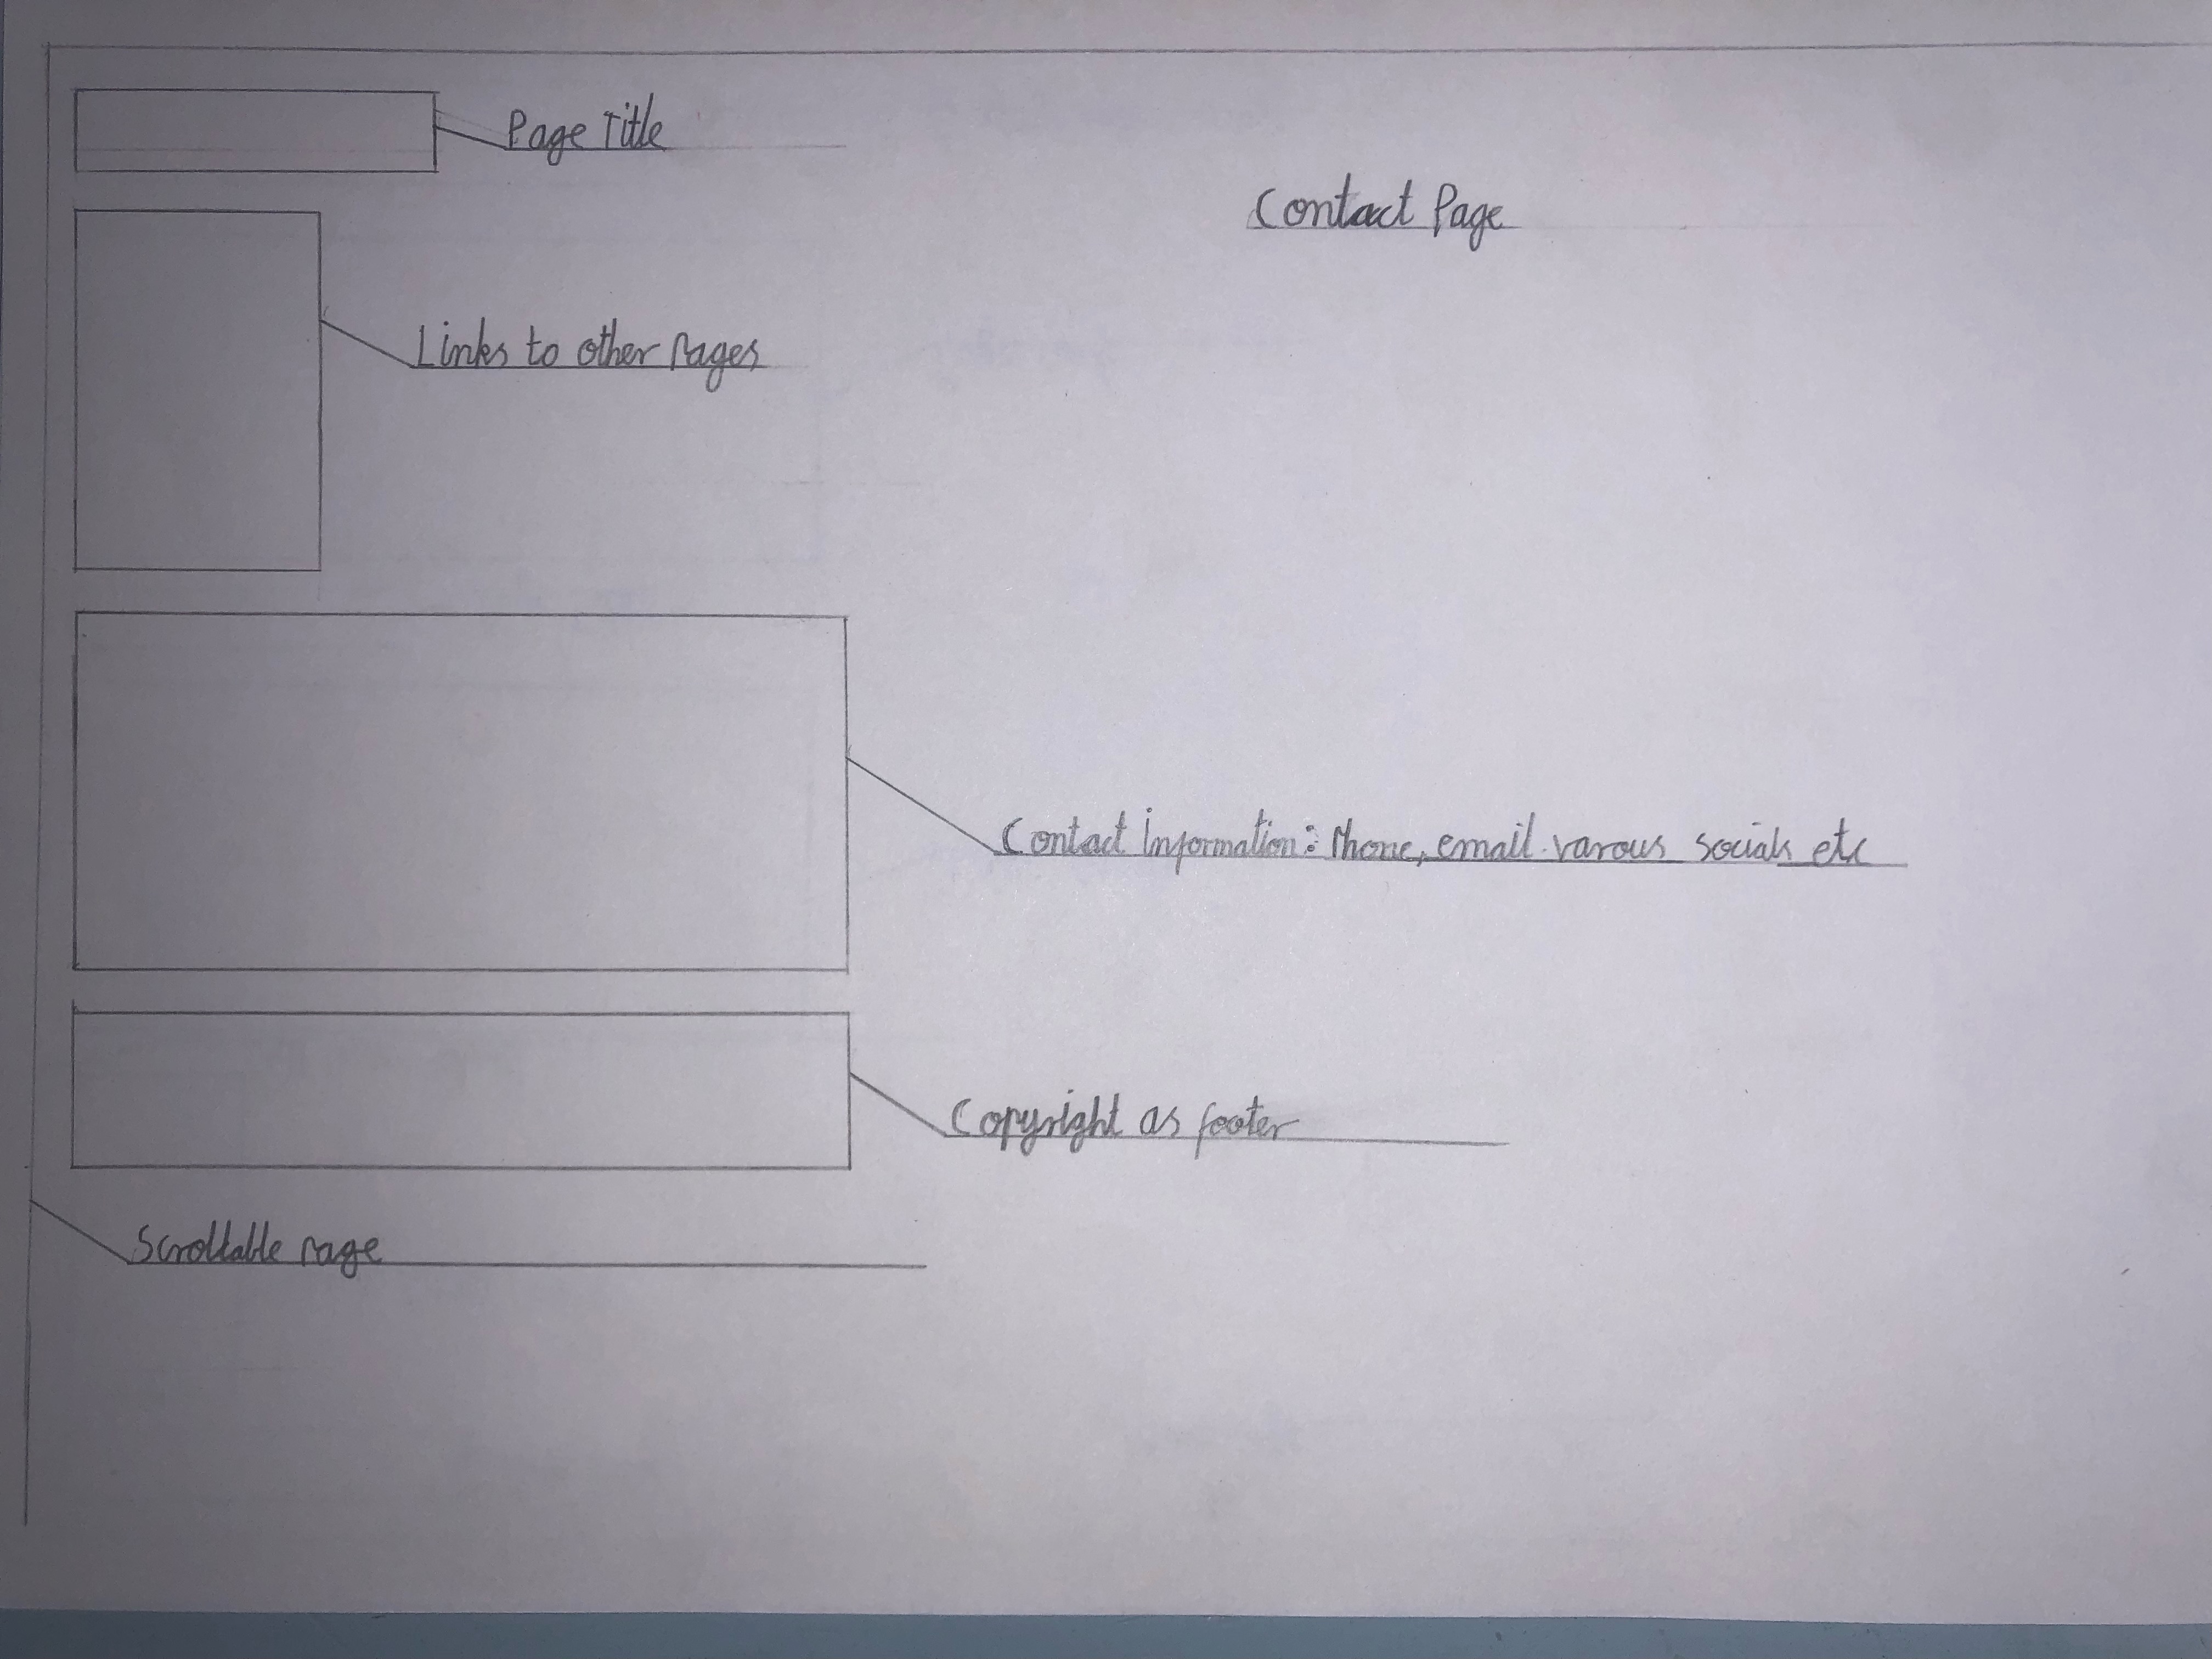 Page Title
Contact Page
Links to other Pages
Contact information: Phone, email. varous socials etc
Copyright as footer
Scrollable page